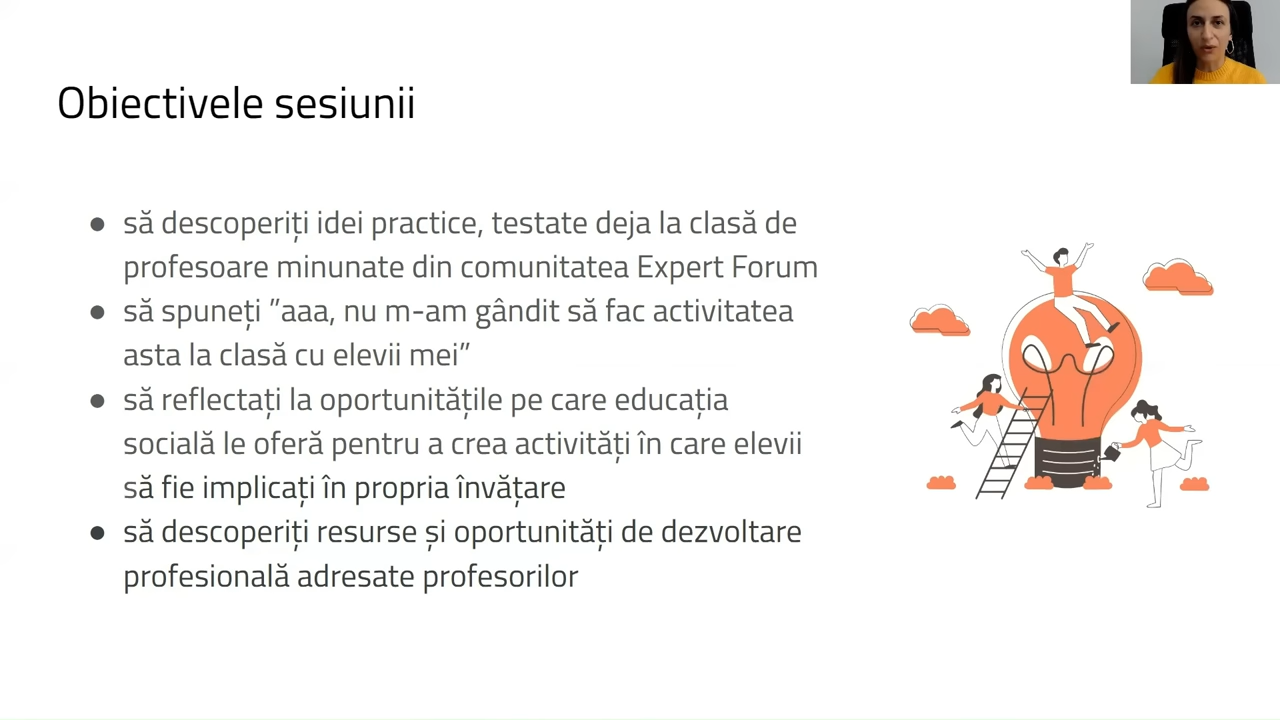 Obiectivele sesiunii
● să descoperiți idei practice, testate deja la clasă de
profesoare minunate din comunitatea Expert Forum
● să spuneți ”aaa, nu m-am gândit să fac activitatea
asta la clasă cu elevii mei”
● să reflectați la oportunitățile pe care educația
socială le oferă pentru a crea activități în care elevii
să fie implicați în propria învățare
● să descoperiți resurse și oportunități de dezvoltare
profesională adresate profesorilor